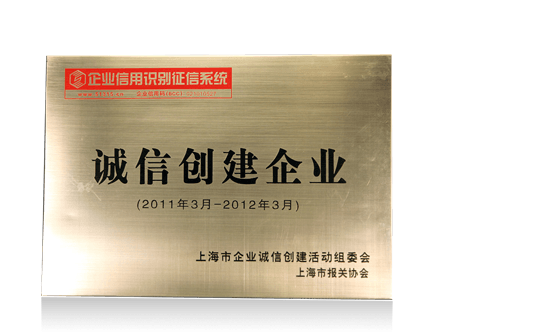 企业信用识别征信系统
诚信创建企业
(2011年3月-2012年3月)
上海市企业诚信创建活动组委会
上海市报关协会